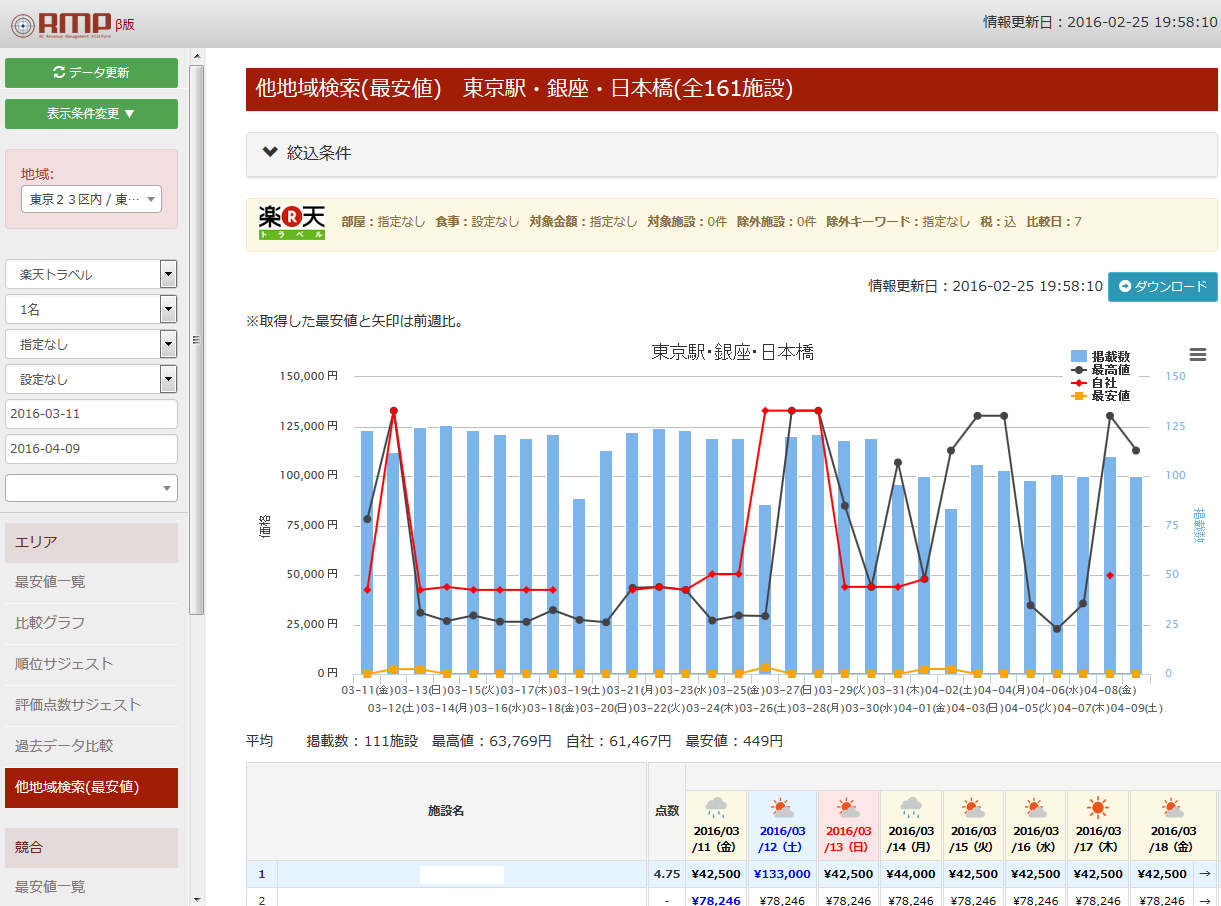 RMP β版
RC Revenue Management Platform
情報更新日：2016-02-25 19:58:10
データ更新
表示条件変更 ▼
地域:
東京２３区内 / 東…
楽天トラベル
1名
指定なし
設定なし
2016-03-11
2016-04-09
エリア
最安値一覧
比較グラフ
順位サジェスト
評価点数サジェスト
過去データ比較
他地域検索(最安値)
競合
最安値一覧
他地域検索(最安値)　東京駅・銀座・日本橋(全161施設)
絞込条件
楽R天
トラベル
部屋：指定なし 食事：設定なし 対象金額：指定なし 対象施設：0件 除外施設：0件 除外キーワード：指定なし 税：込 比較日：7
情報更新日：2016-02-25 19:58:10 ダウンロード
※取得した最安値と矢印は前週比。
東京駅・銀座・日本橋
掲載数
最高値
自社
最安値
150,000 円
125,000 円
100,000 円
75,000 円
50,000 円
25,000 円
0 円
価格
150
125
100
75
50
25
0
掲載数
03-11(金) 03-13(日) 03-15(火) 03-17(木) 03-19(土) 03-21(月) 03-23(水) 03-25(金) 03-27(日) 03-29(火) 03-31(木) 04-02(土) 04-04(月) 04-06(水) 04-08(金)
03-12(土) 03-14(月) 03-16(水) 03-18(金) 03-20(日) 03-22(火) 03-24(木) 03-26(土) 03-28(月) 03-30(水) 04-01(金) 04-03(日) 04-05(火) 04-07(木) 04-09(土)
平均　掲載数：111施設　最高値：63,769円　自社：61,467円　最安値：449円
施設名 点数
2016/03/11（金） 2016/03/12（土） 2016/03/13（日） 2016/03/14（月） 2016/03/15（火） 2016/03/16（水） 2016/03/17（木） 2016/03/18（金）
1 4.75 ¥42,500 ¥133,000 ¥42,500 ¥44,000 ¥42,500 ¥42,500 ¥42,500 ¥42,500 →
2 - ¥78,246 ¥78,246 ¥78,246 ¥78,246 ¥78,246 ¥78,246 ¥78,246 ¥78,246 →